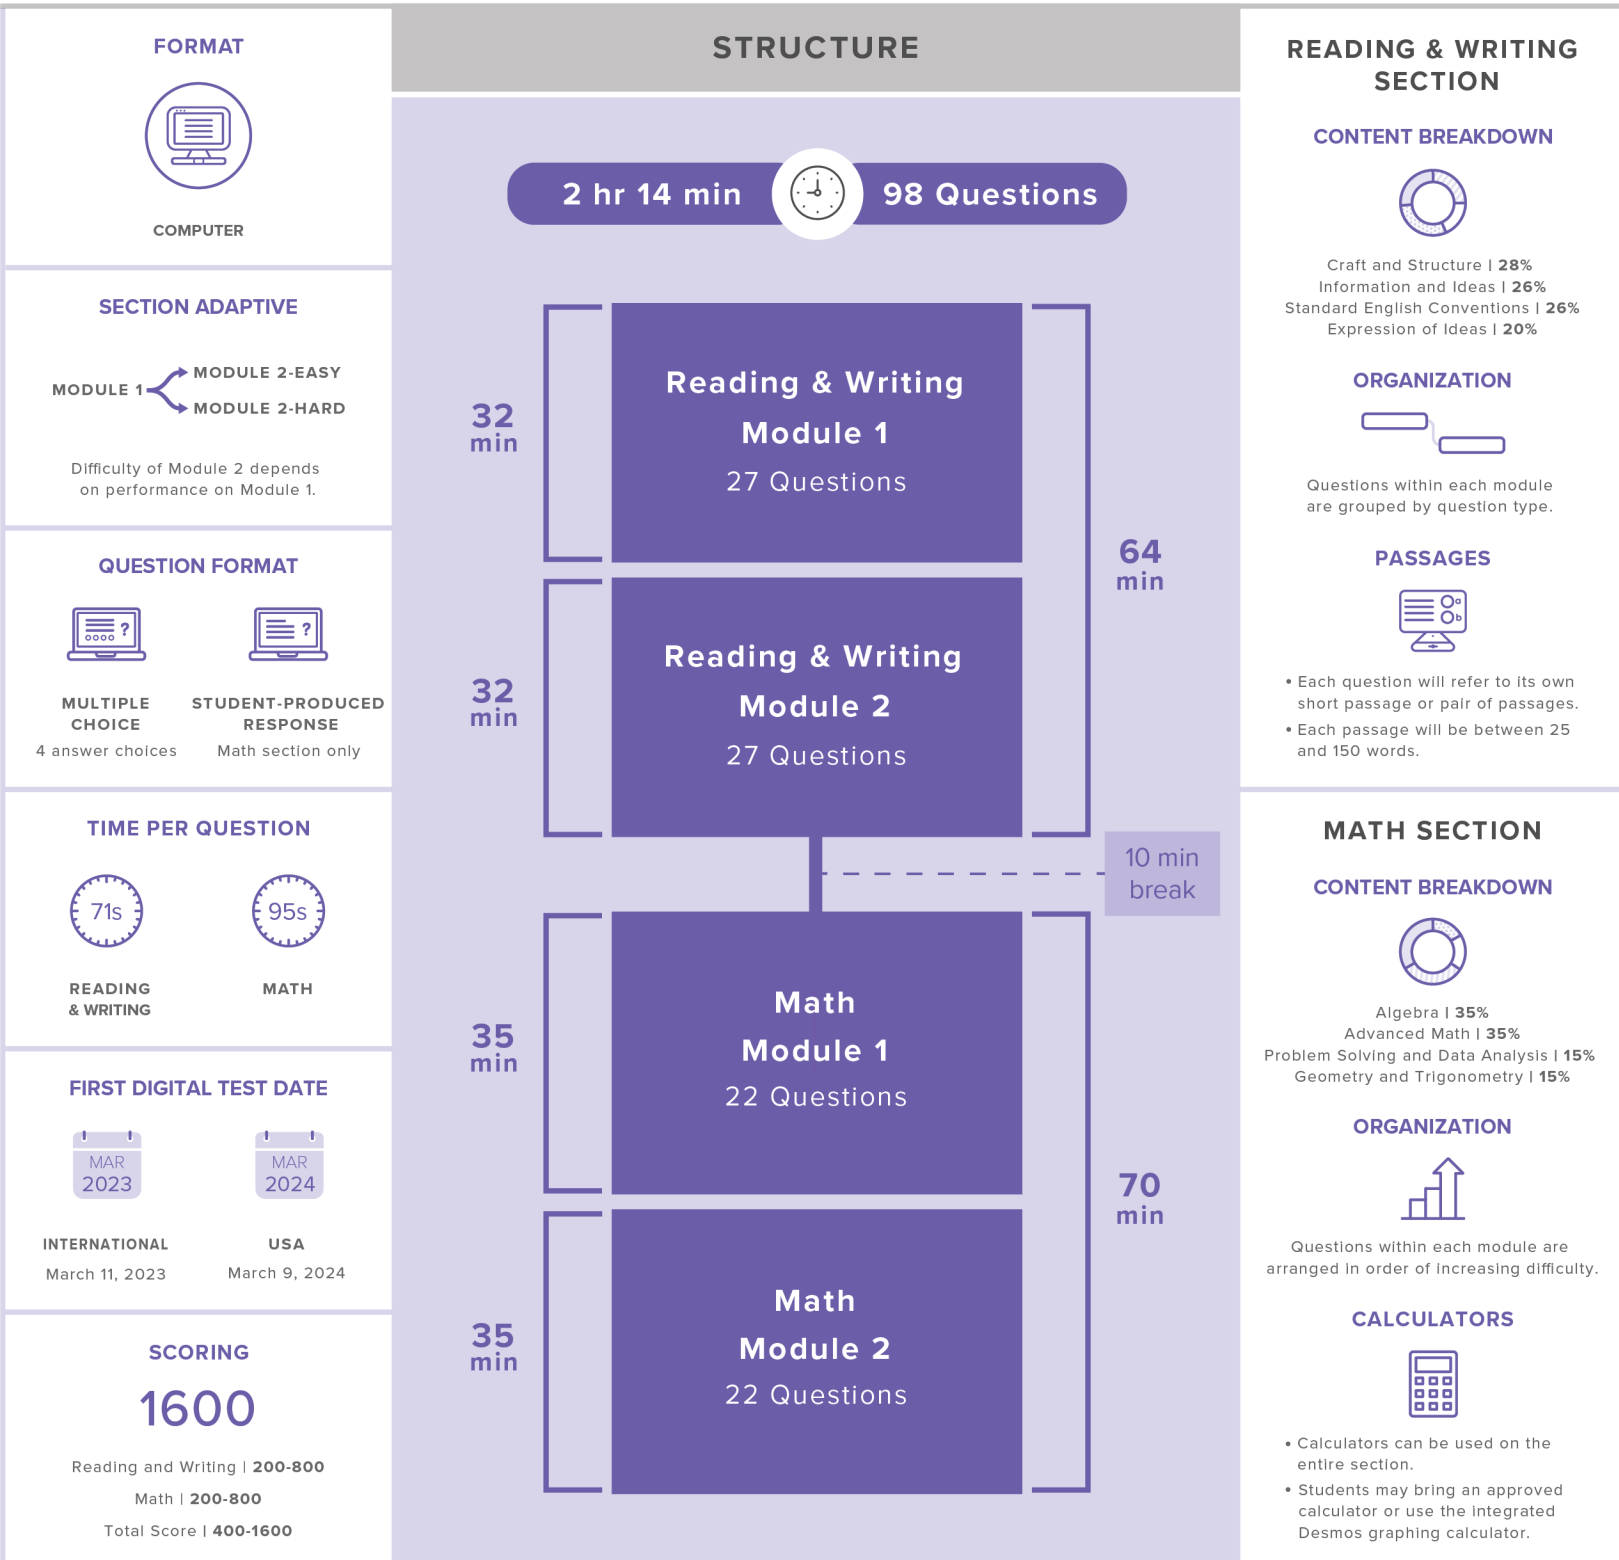 FORMAT
COMPUTER
SECTION ADAPTIVE
MODULE 1
MODULE 2-EASY
MODULE 2-HARD
Difficulty of Module 2 depends
on performance on Module 1.
QUESTION FORMAT
?
?
MULTIPLE
CHOICE
4 answer choices
STUDENT-PRODUCED
RESPONSE
Math section only
TIME PER QUESTION
71s
95s
READING
& WRITING
MATH
FIRST DIGITAL TEST DATE
MAR
2023
MAR
2024
INTERNATIONAL
March 11, 2023
USA
March 9, 2024
SCORING
1600
Reading and Writing | 200-800
Math | 200-800
Total Score | 400-1600
STRUCTURE
2 hr 14 min
98 Questions
32
min
Reading & Writing
Module 1
27 Questions
64
min
32
min
Reading & Writing
Module 2
27 Questions
10 min
break
35
min
Math
Module 1
22 Questions
70
min
35
min
Math
Module 2
22 Questions
READING & WRITING
SECTION
CONTENT BREAKDOWN
Craft and Structure | 28%
Information and Ideas | 26%
Standard English Conventions | 26%
Expression of Ideas | 20%
ORGANIZATION
Questions within each module
are grouped by question type.
PASSAGES
a
b
• Each question will refer to its own
short passage or pair of passages.
• Each passage will be between 25
and 150 words.
MATH SECTION
CONTENT BREAKDOWN
Algebra | 35%
Advanced Math | 35%
Problem Solving and Data Analysis | 15%
Geometry and Trigonometry | 15%
ORGANIZATION
Questions within each module are
arranged in order of increasing difficulty.
CALCULATORS
• Calculators can be used on the
entire section.
• Students may bring an approved
calculator or use the integrated
Desmos graphing calculator.